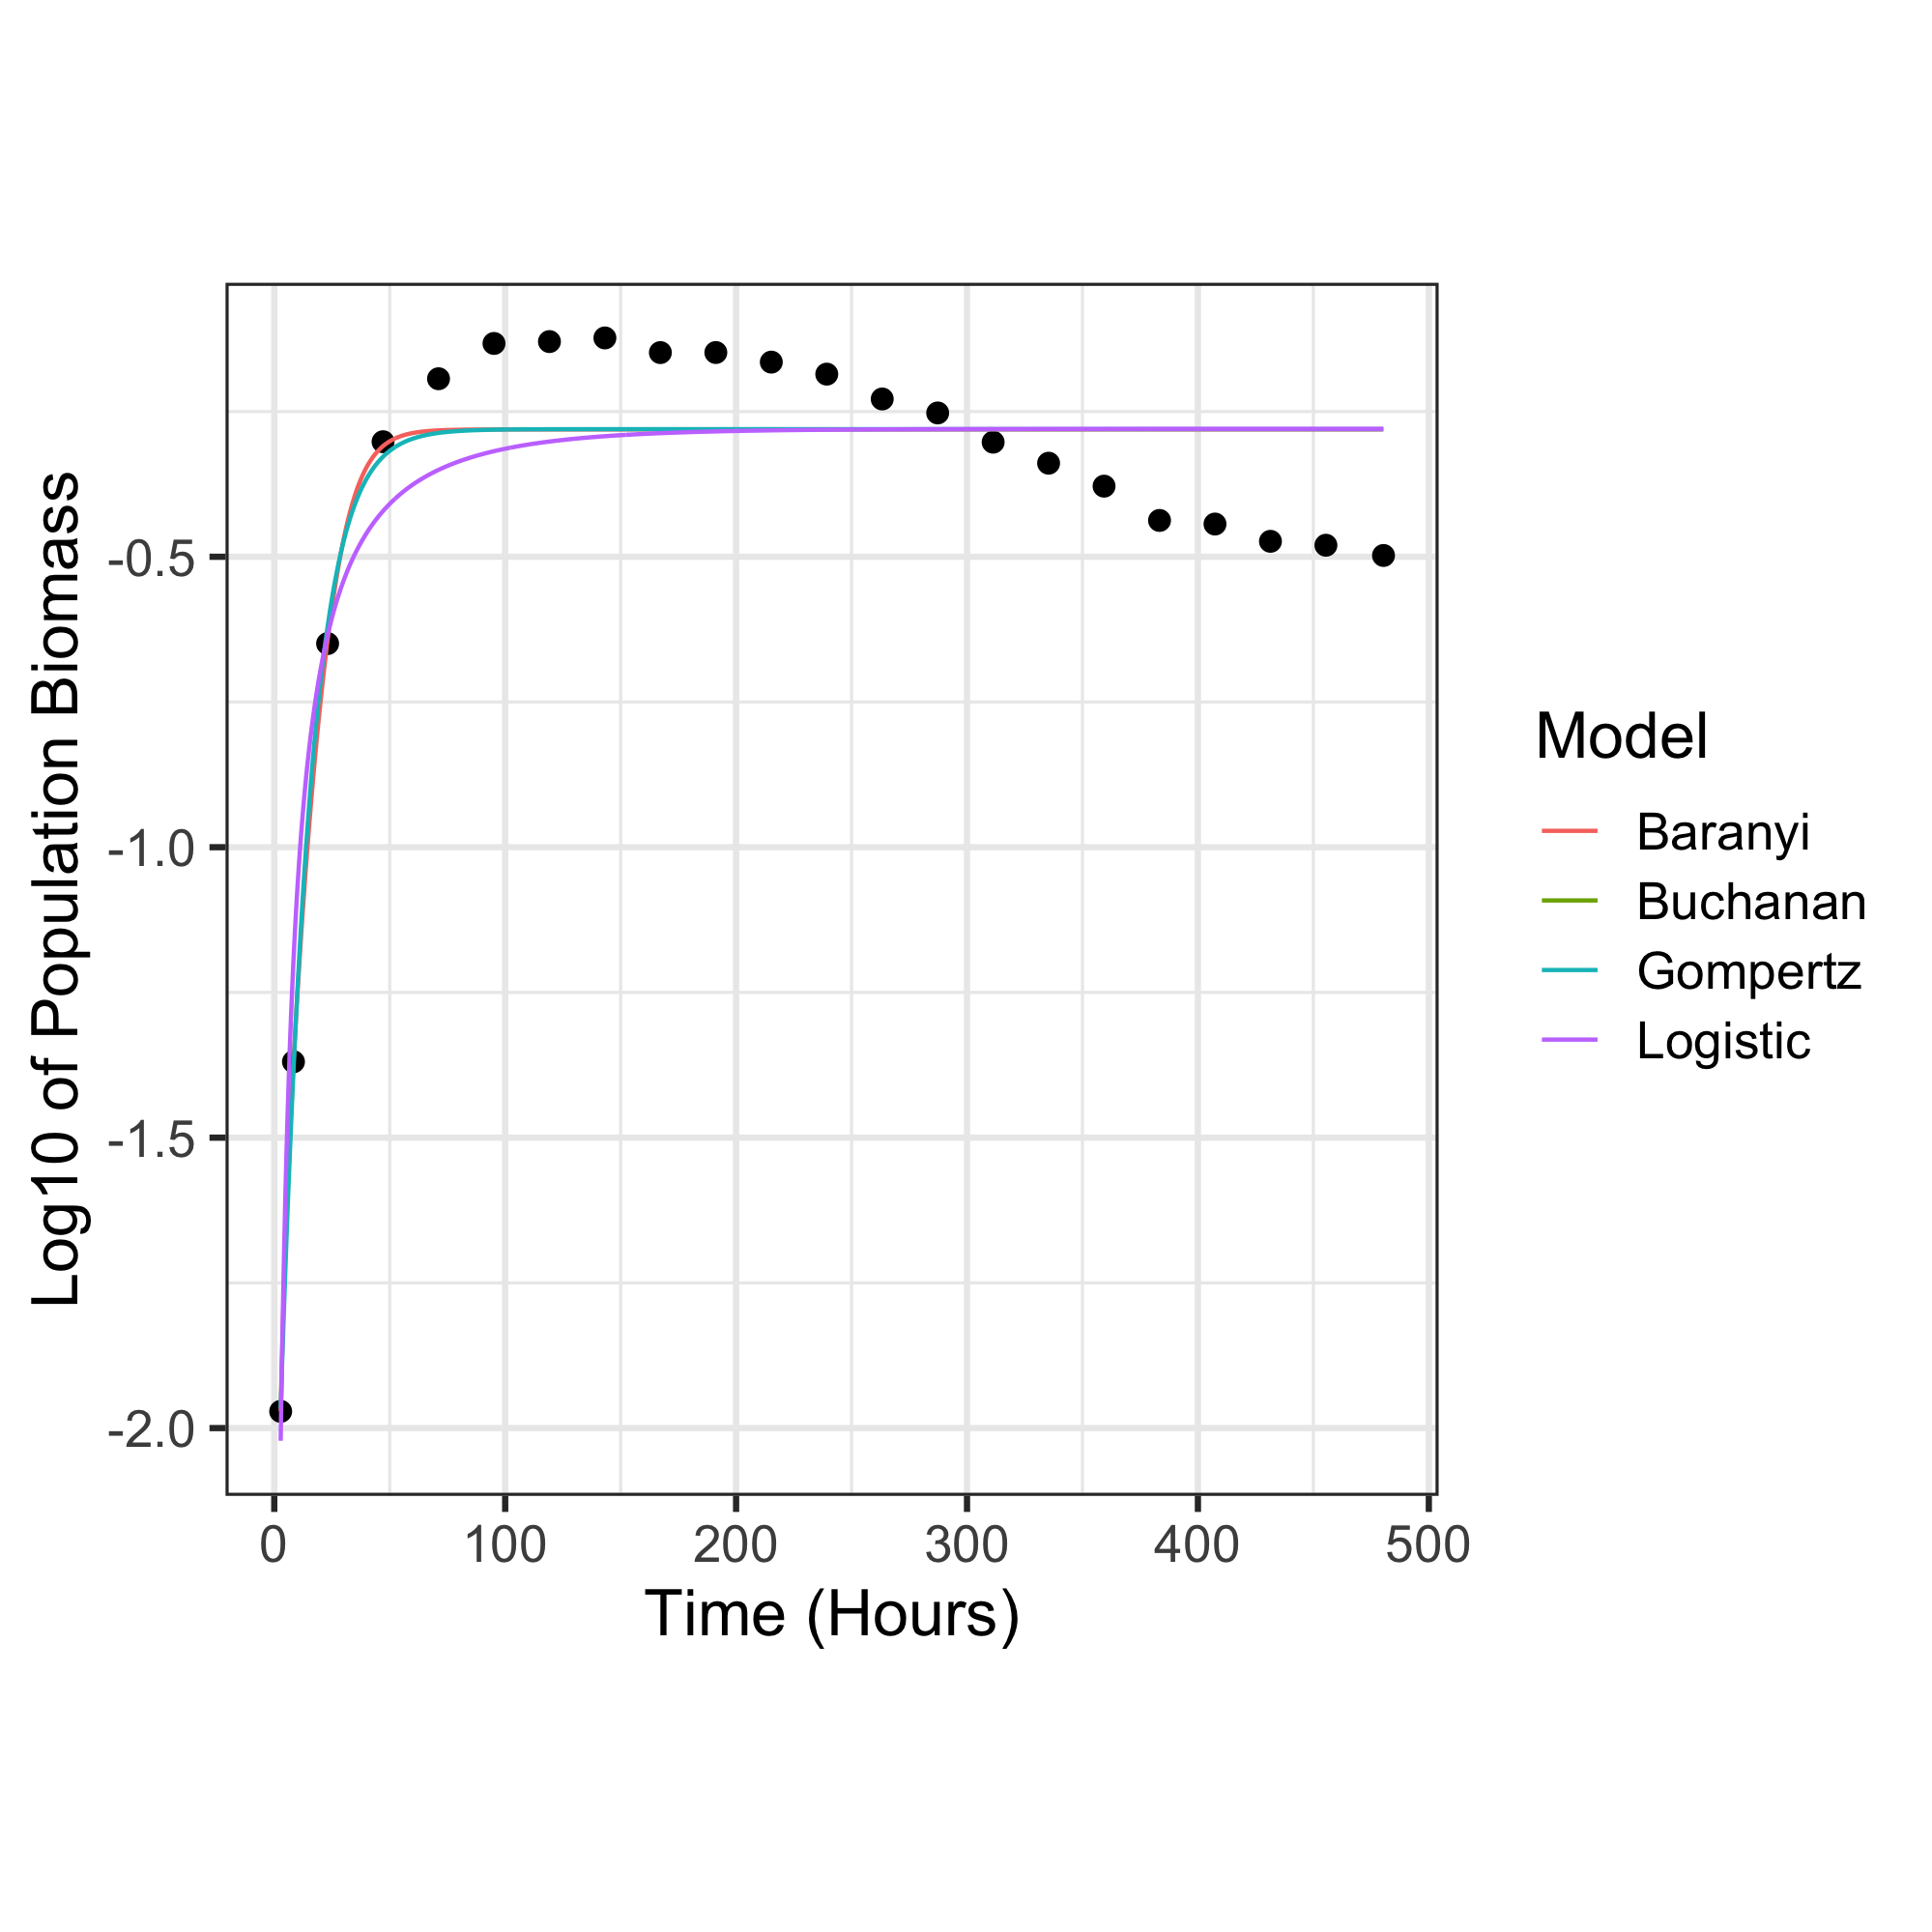 Log10 of Population Biomass
-0.5
-1.0
-1.5
-2.0
0 100 200 300 400 500
Time (Hours)
Model
Baranyi
Buchanan
Gompertz
Logistic